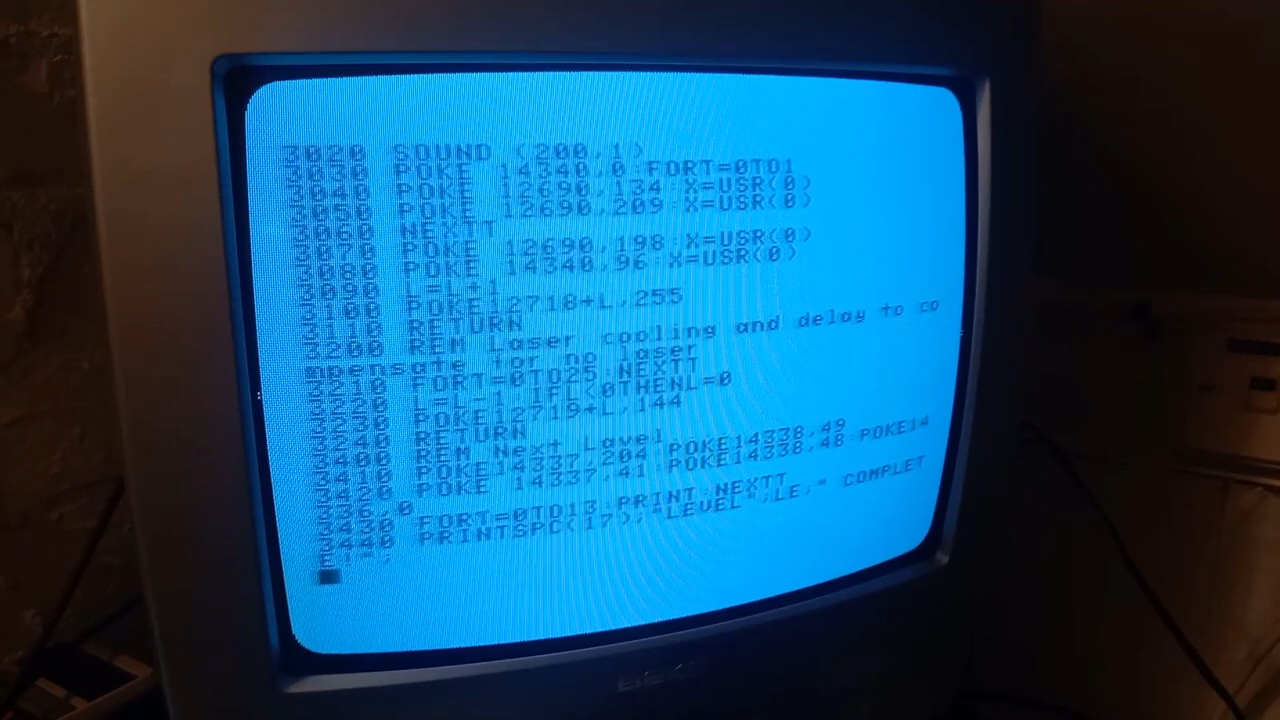 3020 SOUND (200,1)
3030 POKE 14340,0:FORT=0TO1
3040 POKE 12690,134:X=USR(0)
3050 POKE 12690,209:X=USR(0)
3060 NEXTT
3070 POKE 12690,198:X=USR(0)
3080 POKE 14340,96:X=USR(0)
3090 L=L+1
3100 POKE12718+L,255
3110 RETURN
3200 REM Laser cooling and delay to co
mpensate for no laser
3210 FORT=0TO25:NEXTT
3220 L=L-1:IFL<0THENL=0
3230 POKE12719+L,144
3240 RETURN
3400 REM Next Level
3410 POKE14337,204:POKE14338,49
3420 POKE 14337,41:POKE14338,48:POKE14
,0
3430 FORT=0TO13:PRINT:NEXTT
3440 PRINTSPC(17);"LEVEL";LE;" COMPLET